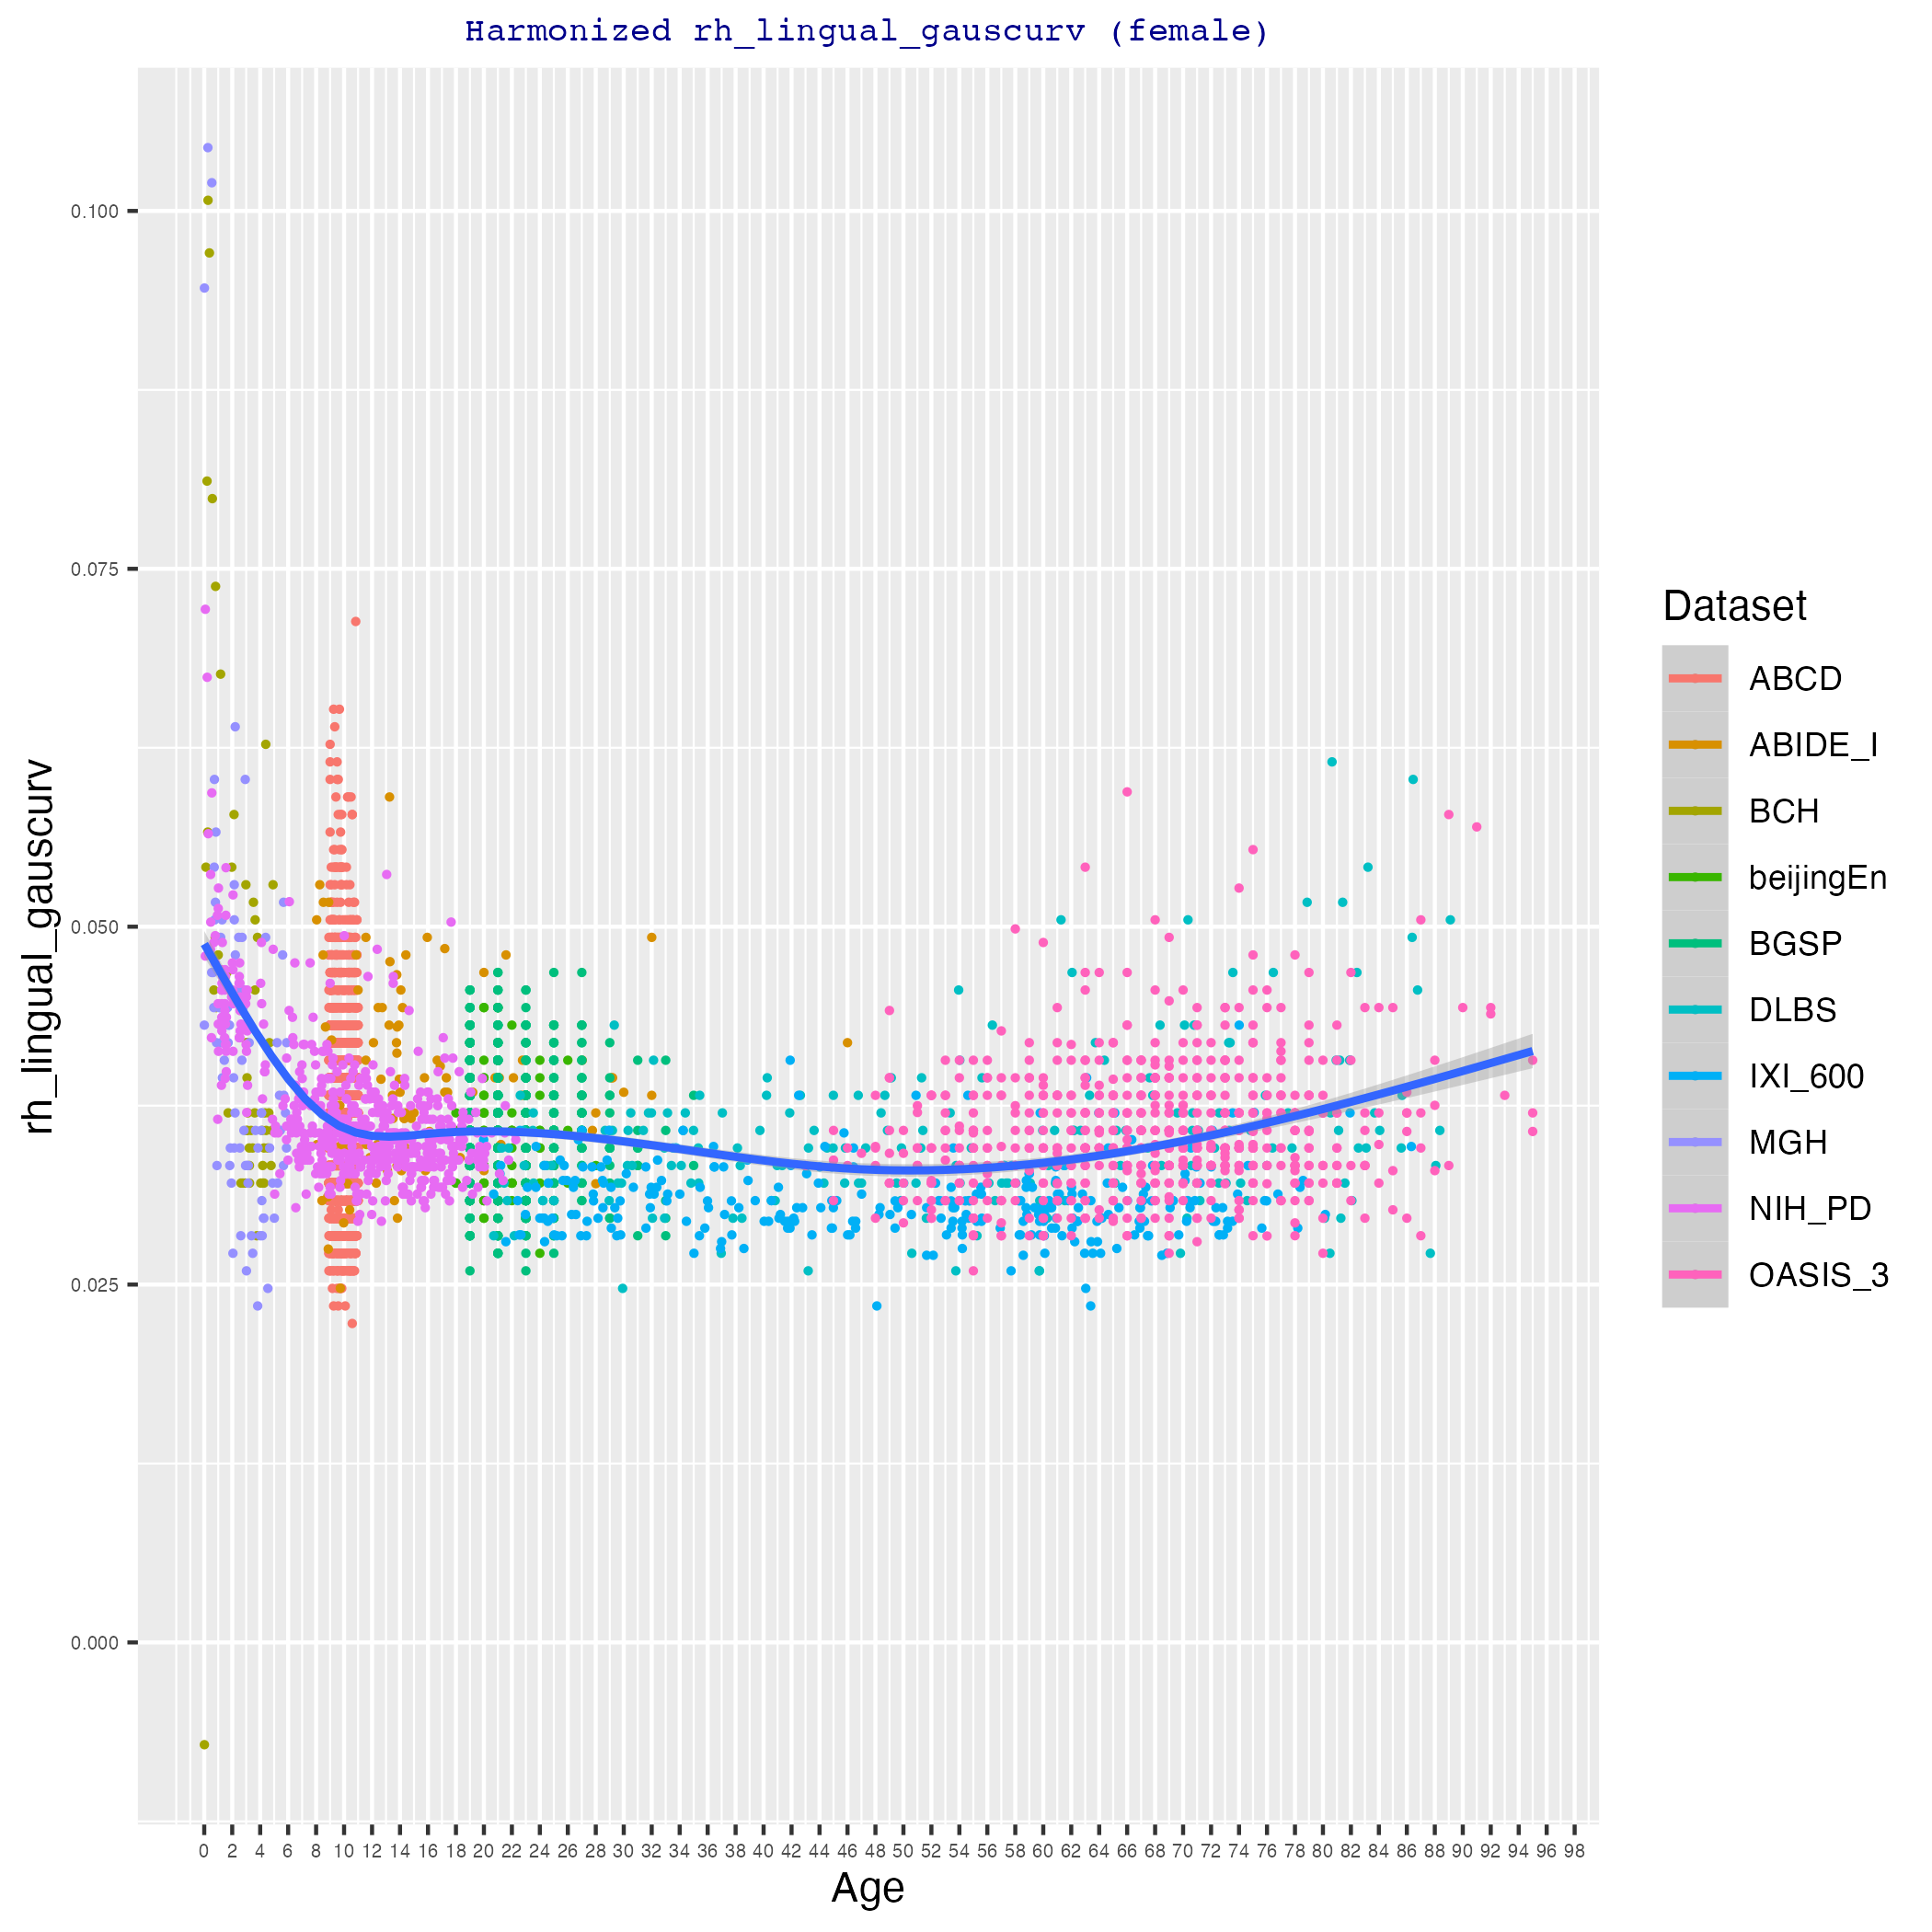 Harmonized rh_lingual_gauscurv (female)
rh_lingual_gauscurv
0.100
0.075
0.050
0.025
0.000
0 2 4 6 8 10 12 14 16 18 20 22 24 26 28 30 32 34 36 38 40 42 44 46 48 50 52 54 56 58 60 62 64 66 68 70 72 74 76 78 80 82 84 86 88 90 92 94 96 98
Age
Dataset
ABCD
ABIDE_I
BCH
beijingEn
BGSP
DLBS
IXI_600
MGH
NIH_PD
OASIS_3